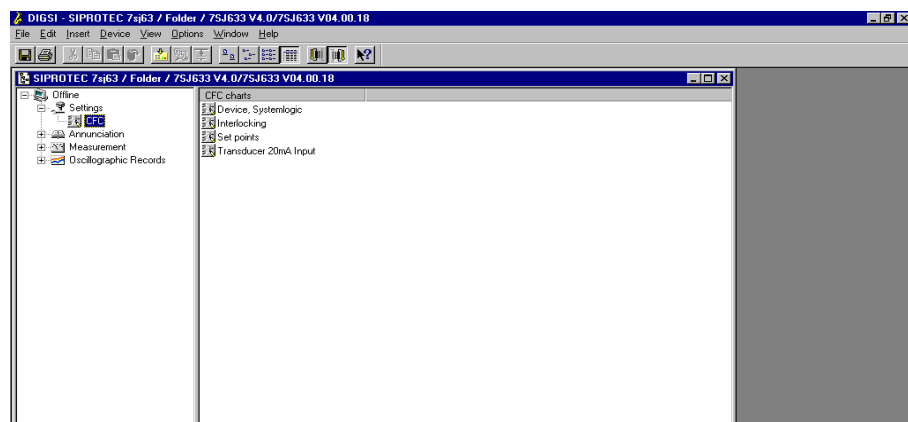 DIGSI - SIPROTEC 7sj63 / Folder / 7SJ633 V4.0/7SJ633 V04.00.18
File Edit Insert Device View Options Window Help
SIPROTEC 7sj63 / Folder / 7SJ633 V4.0/7SJ633 V04.00.18
Offline
Settings
CFC
Annunciation
Measurement
Oscillographic Records
CFC charts
Device, Systemlogic
Interlocking
Set points
Transducer 20mA Input